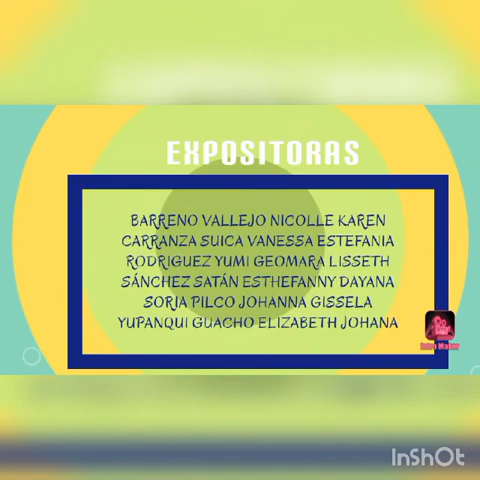 EXPOSITORAS
BARRENO VALLEJO NICOLLE KAREN
CARRANZA SUICA VANESSA ESTEFANIA
RODRIGUEZ YUMI GEOMARA LISSETH
SÁNCHEZ SATÁN ESTHEFANNY DAYANA
SORIA PILCO JOHANNA GISSELA
YUPANQUI GUACHO ELIZABETH JOHANA
Intro Maker
InShOt